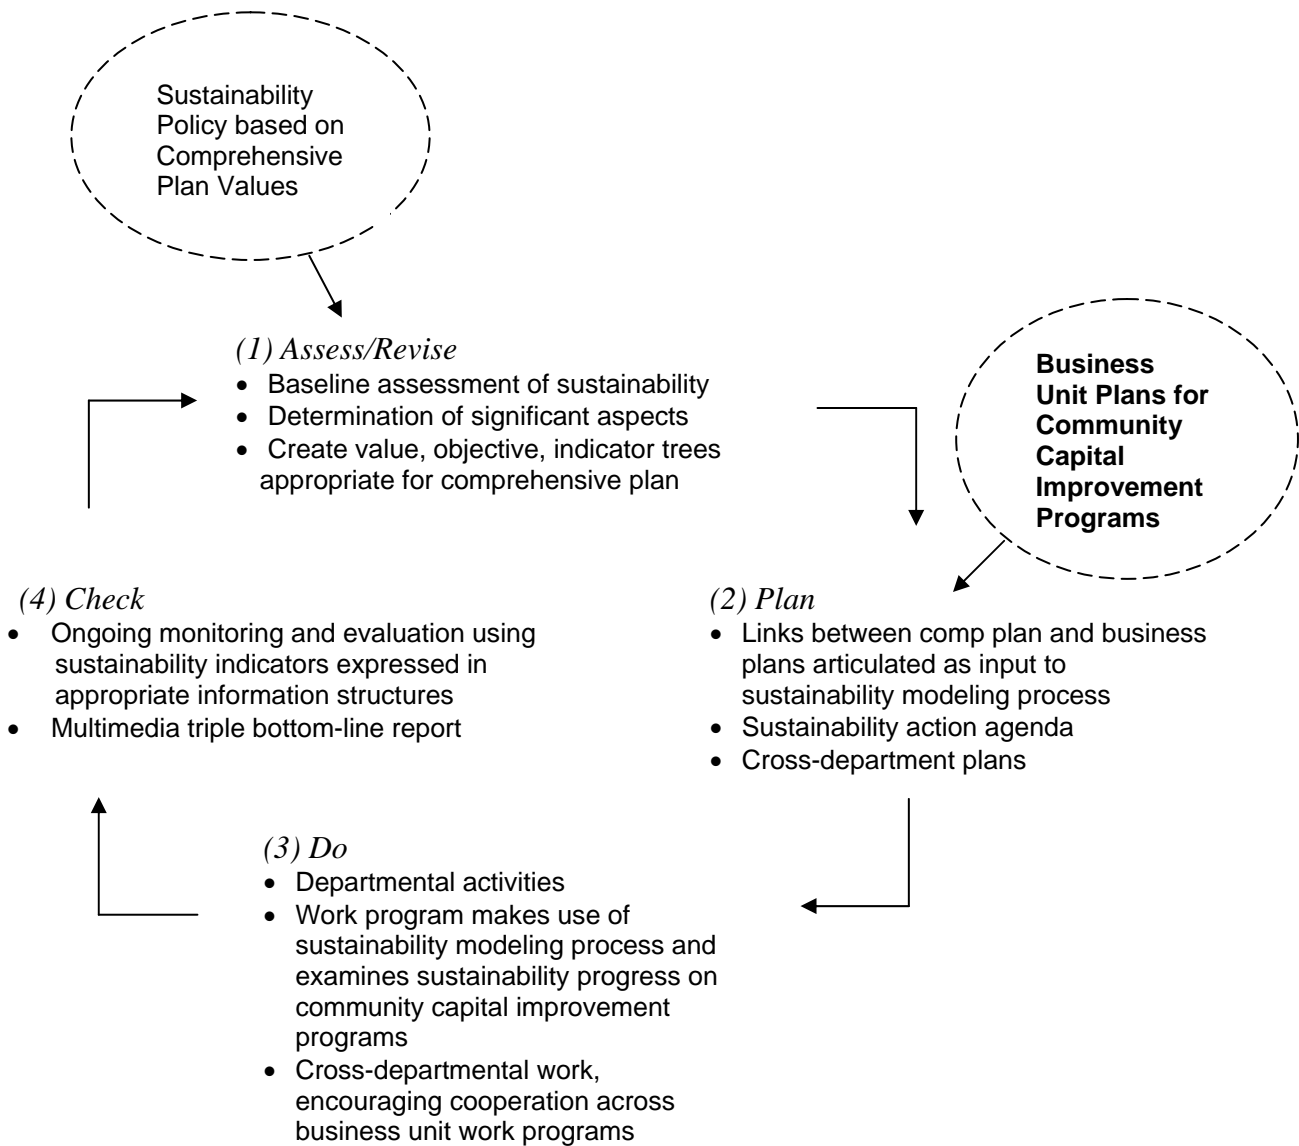 Sustainability
Policy based on
Comprehensive
Plan Values
(1) Assess/Revise
• Baseline assessment of sustainability
• Determination of significant aspects
• Create value, objective, indicator trees
appropriate for comprehensive plan
Business
Unit Plans for
Community
Capital
Improvement
Programs
(2) Plan
• Links between comp plan and business
plans articulated as input to
sustainability modeling process
• Sustainability action agenda
• Cross-department plans
(3) Do
• Departmental activities
• Work program makes use of
sustainability modeling process and
examines sustainability progress on
community capital improvement
programs
• Cross-departmental work,
encouraging cooperation across
business unit work programs
(4) Check
• Ongoing monitoring and evaluation using
sustainability indicators expressed in
appropriate information structures
• Multimedia triple bottom-line report